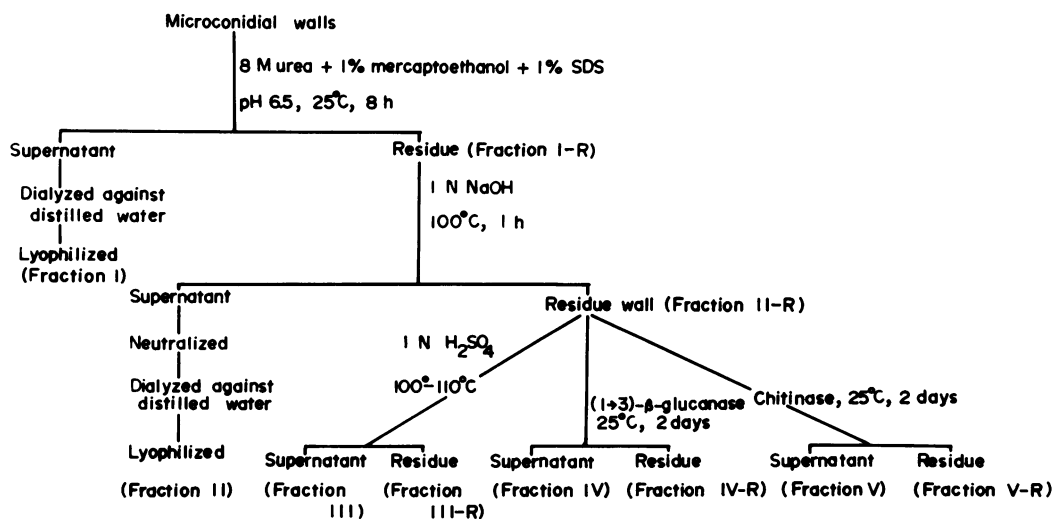 Microconidial walls
8 M urea + 1% mercaptoethanol + 1% SDS
pH 6.5, 25°C, 8 h
Supernatant
Residue (Fraction I-R)
Dialyzed against
distilled water
1 N NaOH
100°C, 1 h
Lyophilized
(Fraction I)
Supernatant
Residue wall (Fraction II-R)
Neutralized
1 N H₂SO₄
Dialyzed against
distilled water
100°-110°C
(1→3)-β-glucanase
25°C, 2 days
Chitinase, 25°C, 2 days
Lyophilized
(Fraction II)
Supernatant
(Fraction
III)
Residue
(Fraction
III-R)
Supernatant
(Fraction IV)
Residue
(Fraction IV-R)
Supernatant
(Fraction V)
Residue
(Fraction V-R)